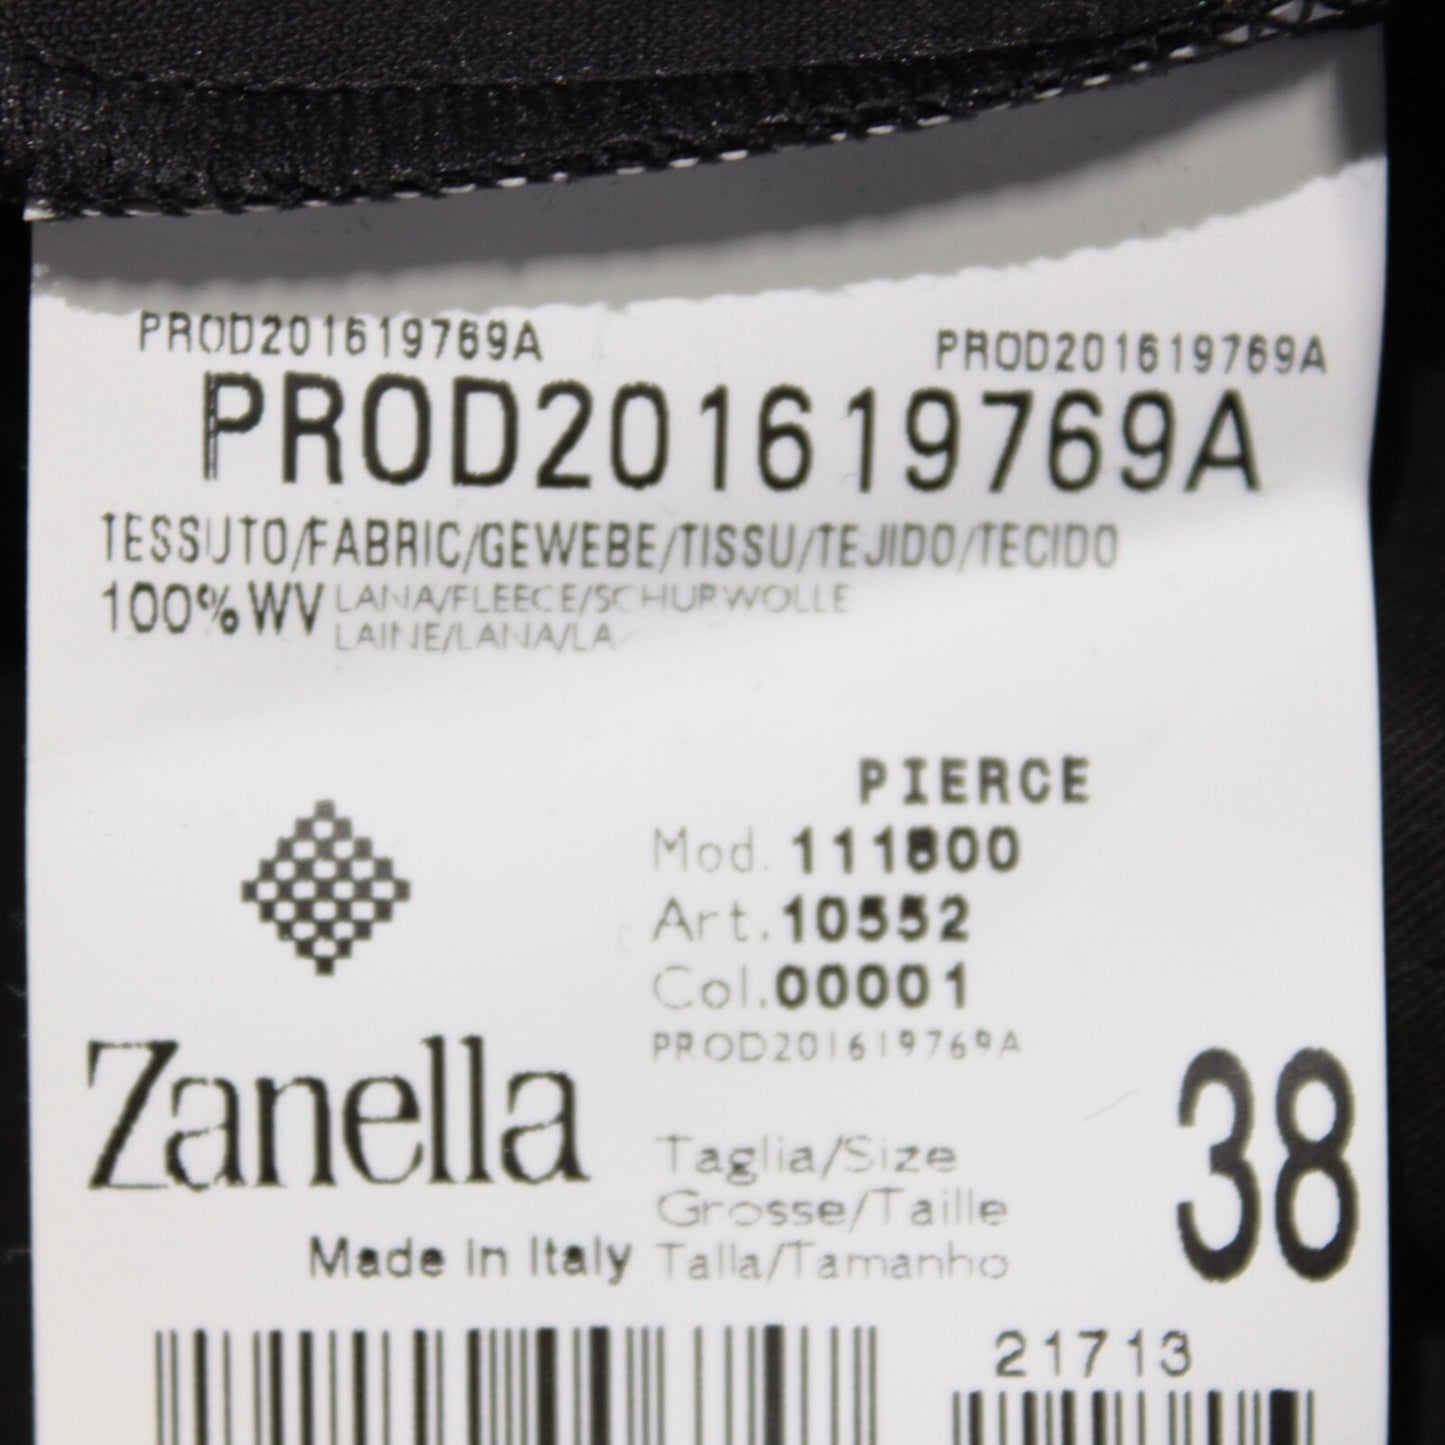 PROD201619769A
PROD201619769A
PROD201619769A
TESSUTO/FABRIC/GEWEBE/TISSU/TEJIDO/TECIDO
100%WV LANA/FLEECE/SCHURWOLLE
LAINE/LANA/LA
PIERCE
Mod. 111800
Art. 10552
Col. 00001
PROD201619769A
Zanella
Made In Italy
Taglia/Size
Grosse/Taille
Talla/Tamanho
38
21713